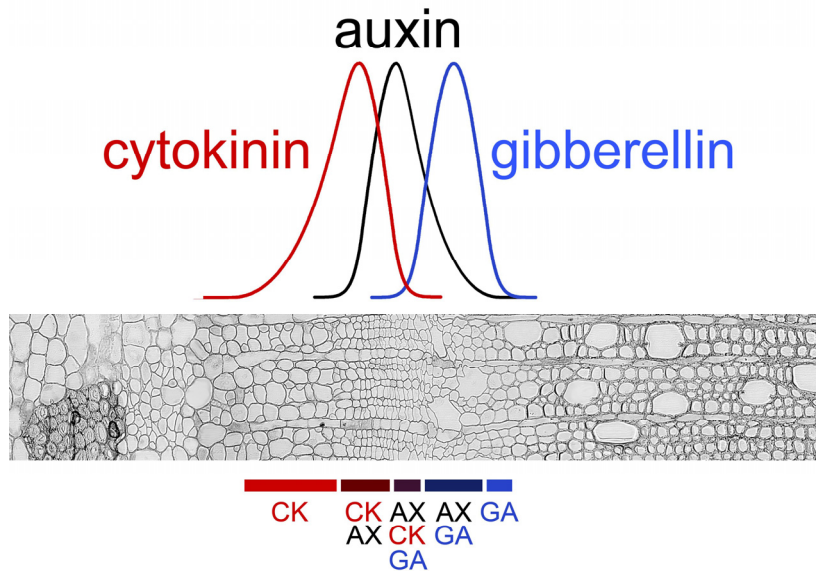 auxin
cytokinin gibberellin
CK CK AX AX GA
AX CK GA
GA